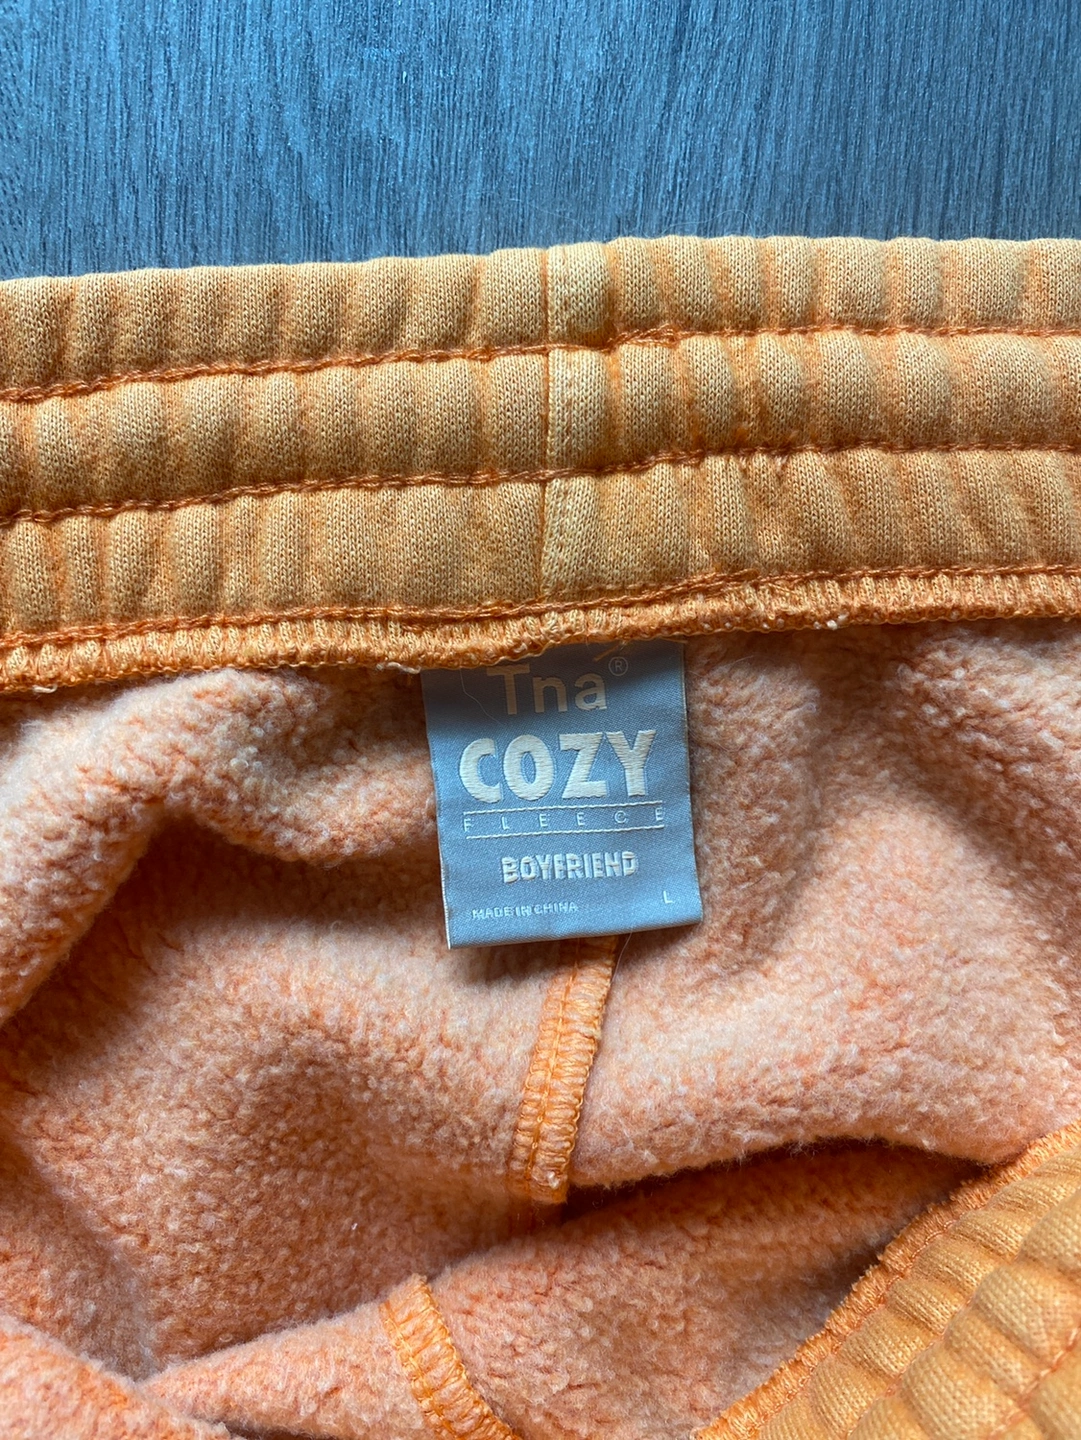 Tna®
COZY
FLEECE
BOYFRIEND
MADE IN CHINA L